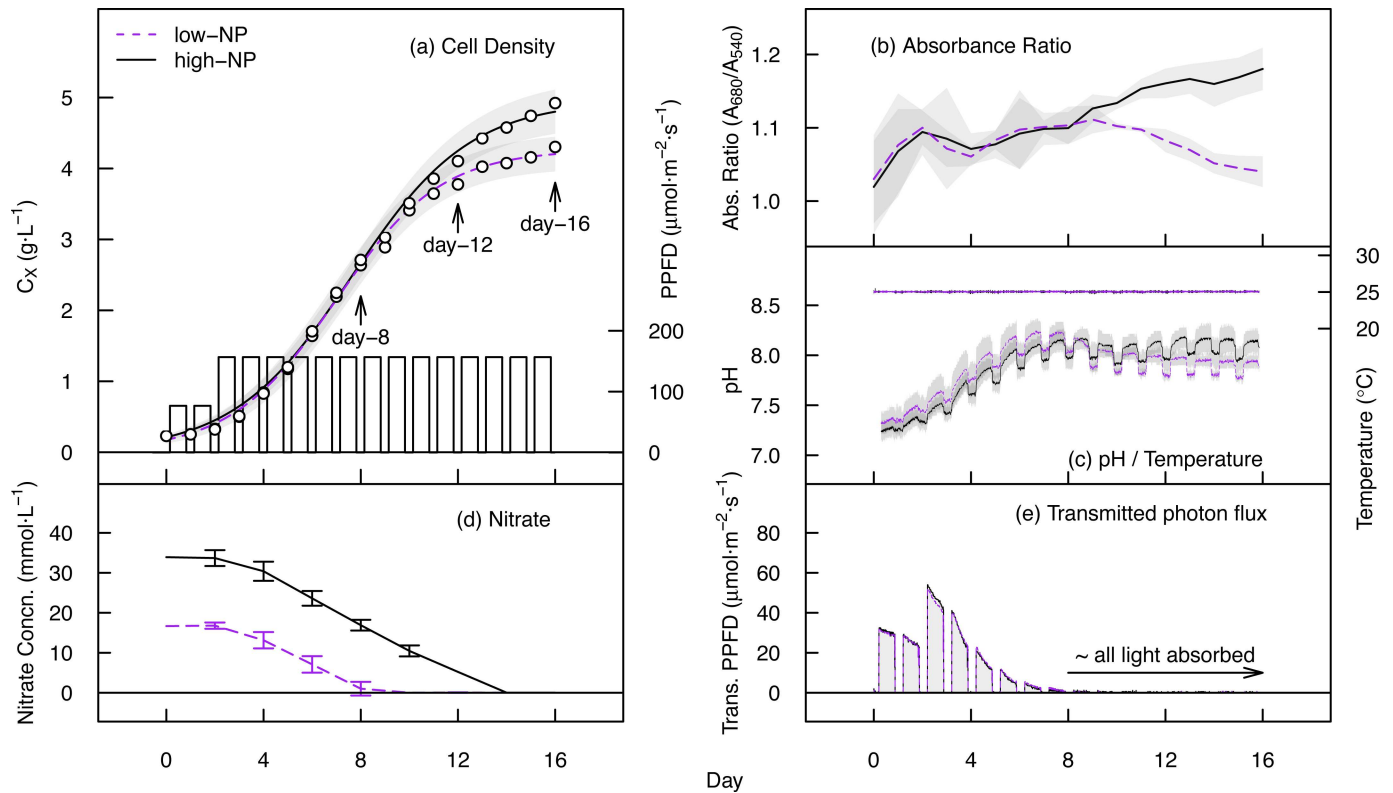 low−NP
high−NP
(a) Cell Density
5
4
3
2
1
0
C_X (g·L⁻¹)
200
100
0
PPFD (µmol·m⁻²·s⁻¹)
day−8
day−12
day−16
(b) Absorbance Ratio
1.2
1.1
1.0
Abs. Ratio (A₆₈₀/A₅₄₀)
8.5
8.0
7.5
7.0
pH
30
25
20
Temperature (°C)
(c) pH / Temperature
(d) Nitrate
40
30
20
10
0
Nitrate Concn. (mmol·L⁻¹)
0 4 8 12 16
(e) Transmitted photon flux
80
60
40
20
0
Trans. PPFD (µmol·m⁻²·s⁻¹)
~ all light absorbed
0 4 8 12 16
Day